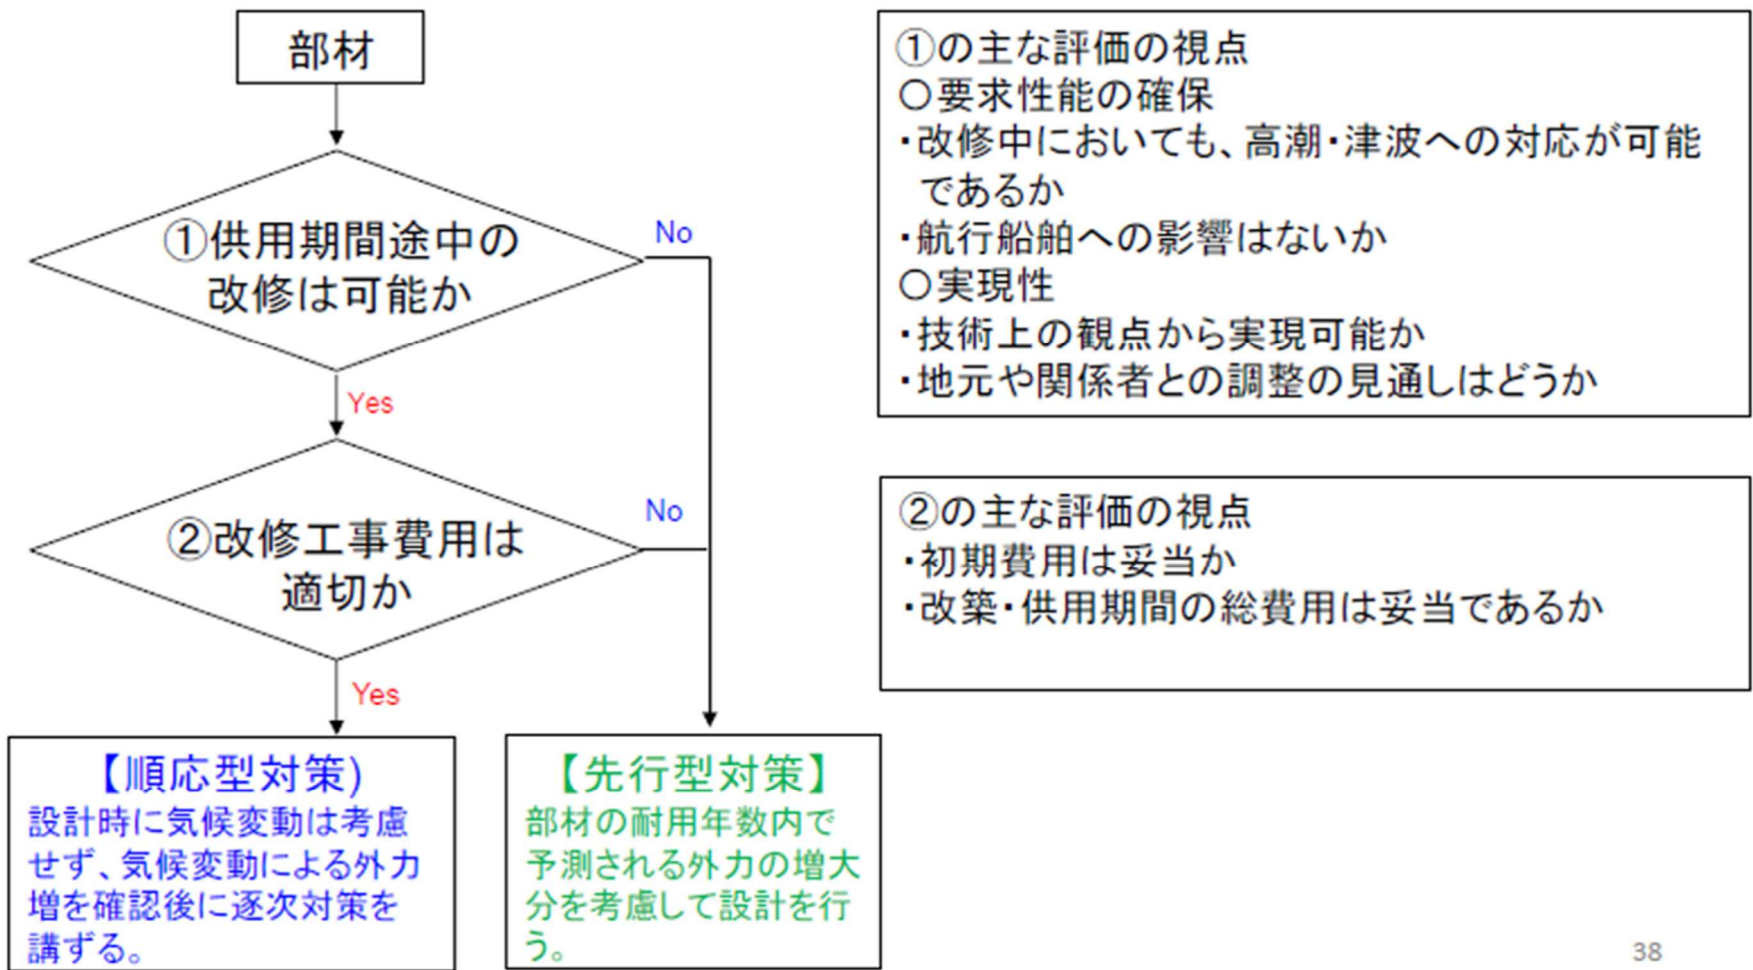 部材
①供用期間途中の
改修は可能か
No
Yes
②改修工事費用は
適切か
No
Yes
【順応型対策)
設計時に気候変動は考慮
せず、気候変動による外力
増を確認後に逐次対策を
講ずる。
【先行型対策】
部材の耐用年数内で
予測される外力の増大
分を考慮して設計を行
う。
①の主な評価の視点
○要求性能の確保
・改修中においても、高潮・津波への対応が可能
であるか
・航行船舶への影響はないか
○実現性
・技術上の観点から実現可能か
・地元や関係者との調整の見通しはどうか
②の主な評価の視点
・初期費用は妥当か
・改築・供用期間の総費用は妥当であるか
38